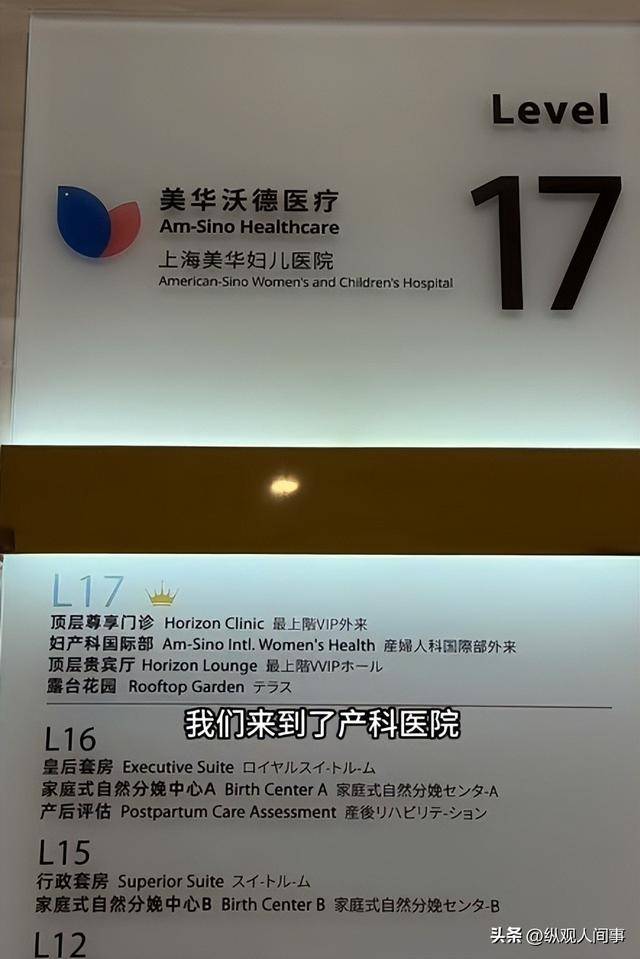 Level
17
美华沃德医疗
Am-Sino Healthcare
上海美华妇儿医院
American-Sino Women's and Children's Hospital
L17
顶层尊享门诊 Horizon Clinic 最上階VIP外来
妇产科国际部 Am-Sino Intl. Women's Health 産婦人科国際部外来
顶层贵宾厅 Horizon Lounge 最上階VVIPホール
露台花园 Rooftop Garden テラス
我们来到了产科医院
L16
皇后套房 Executive Suite ロイヤルスイ-トル-ム
家庭式自然分娩中心A Birth Center A 家庭式自然分娩センタ-A
产后评估 Postpartum Care Assessment 産後リハビリテ-ション
L15
行政套房 Superior Suite スイ-トル-ム
家庭式自然分娩中心B Birth Center B 家庭式自然分娩センタ-B
L12
头条 @纵观人间事